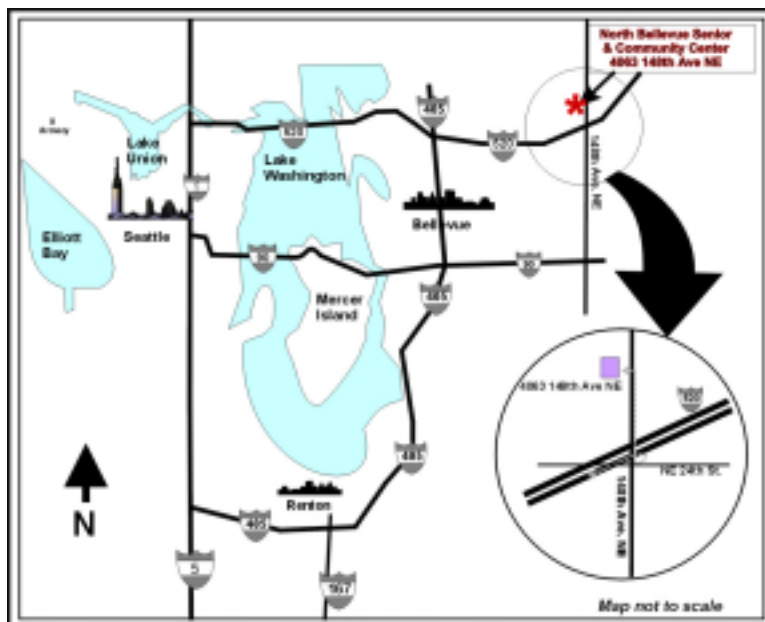 North Bellevue Senior
& Community Center
4063 148th Ave NE
405
520
520
148th Ave, NE
Lake
Union
Lake
Washington
Elliott
Bay
Seattle
Bellevue
90
90
405
Mercer
Island
4063 148th Ave NE
520
NE 24th St.
148th Ave, NE
405
Renton
405
N
5
167
Map not to scale